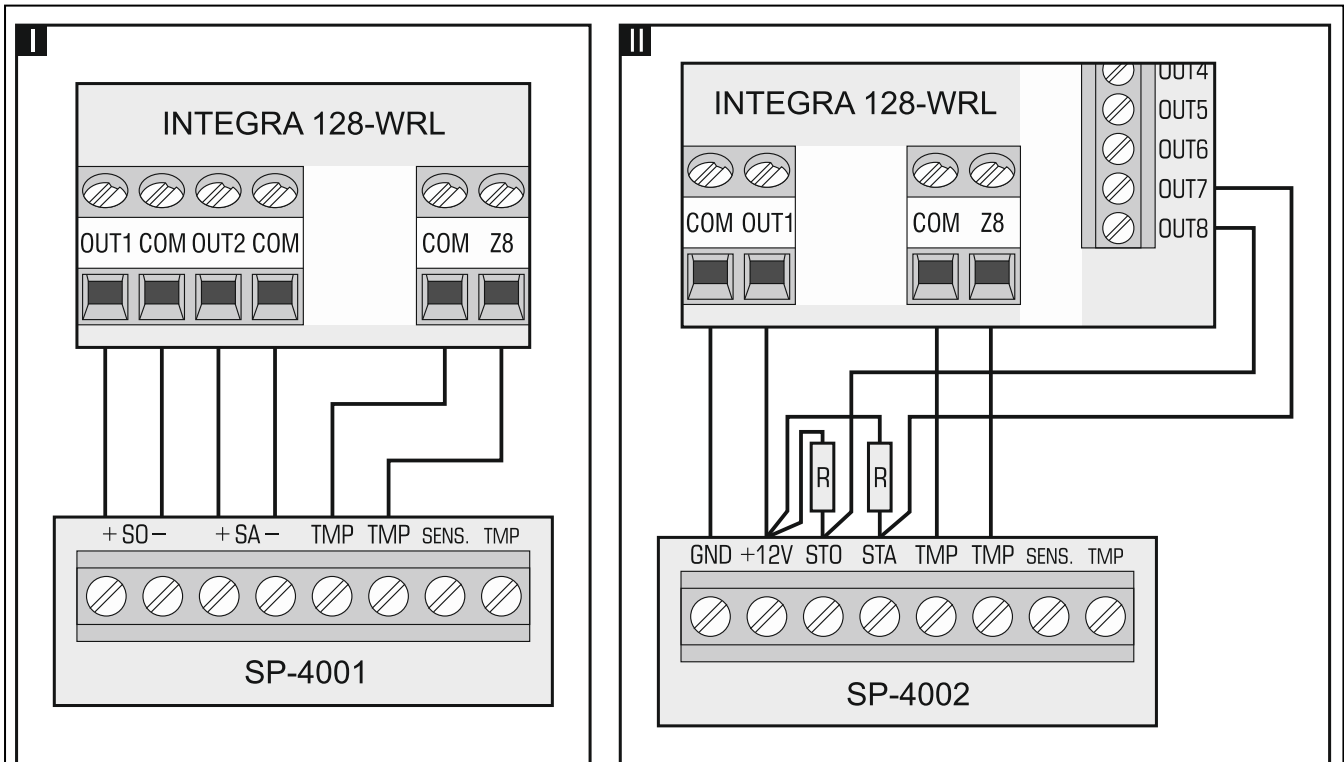 I
INTEGRA 128-WRL
OUT1 COM OUT2 COM
COM Z8
+ SO −
+ SA −
TMP TMP SENS. TMP
SP-4001
II
INTEGRA 128-WRL
OUT4
OUT5
OUT6
OUT7
OUT8
COM OUT1
COM Z8
R
R
GND +12V STO STA TMP TMP SENS. TMP
SP-4002